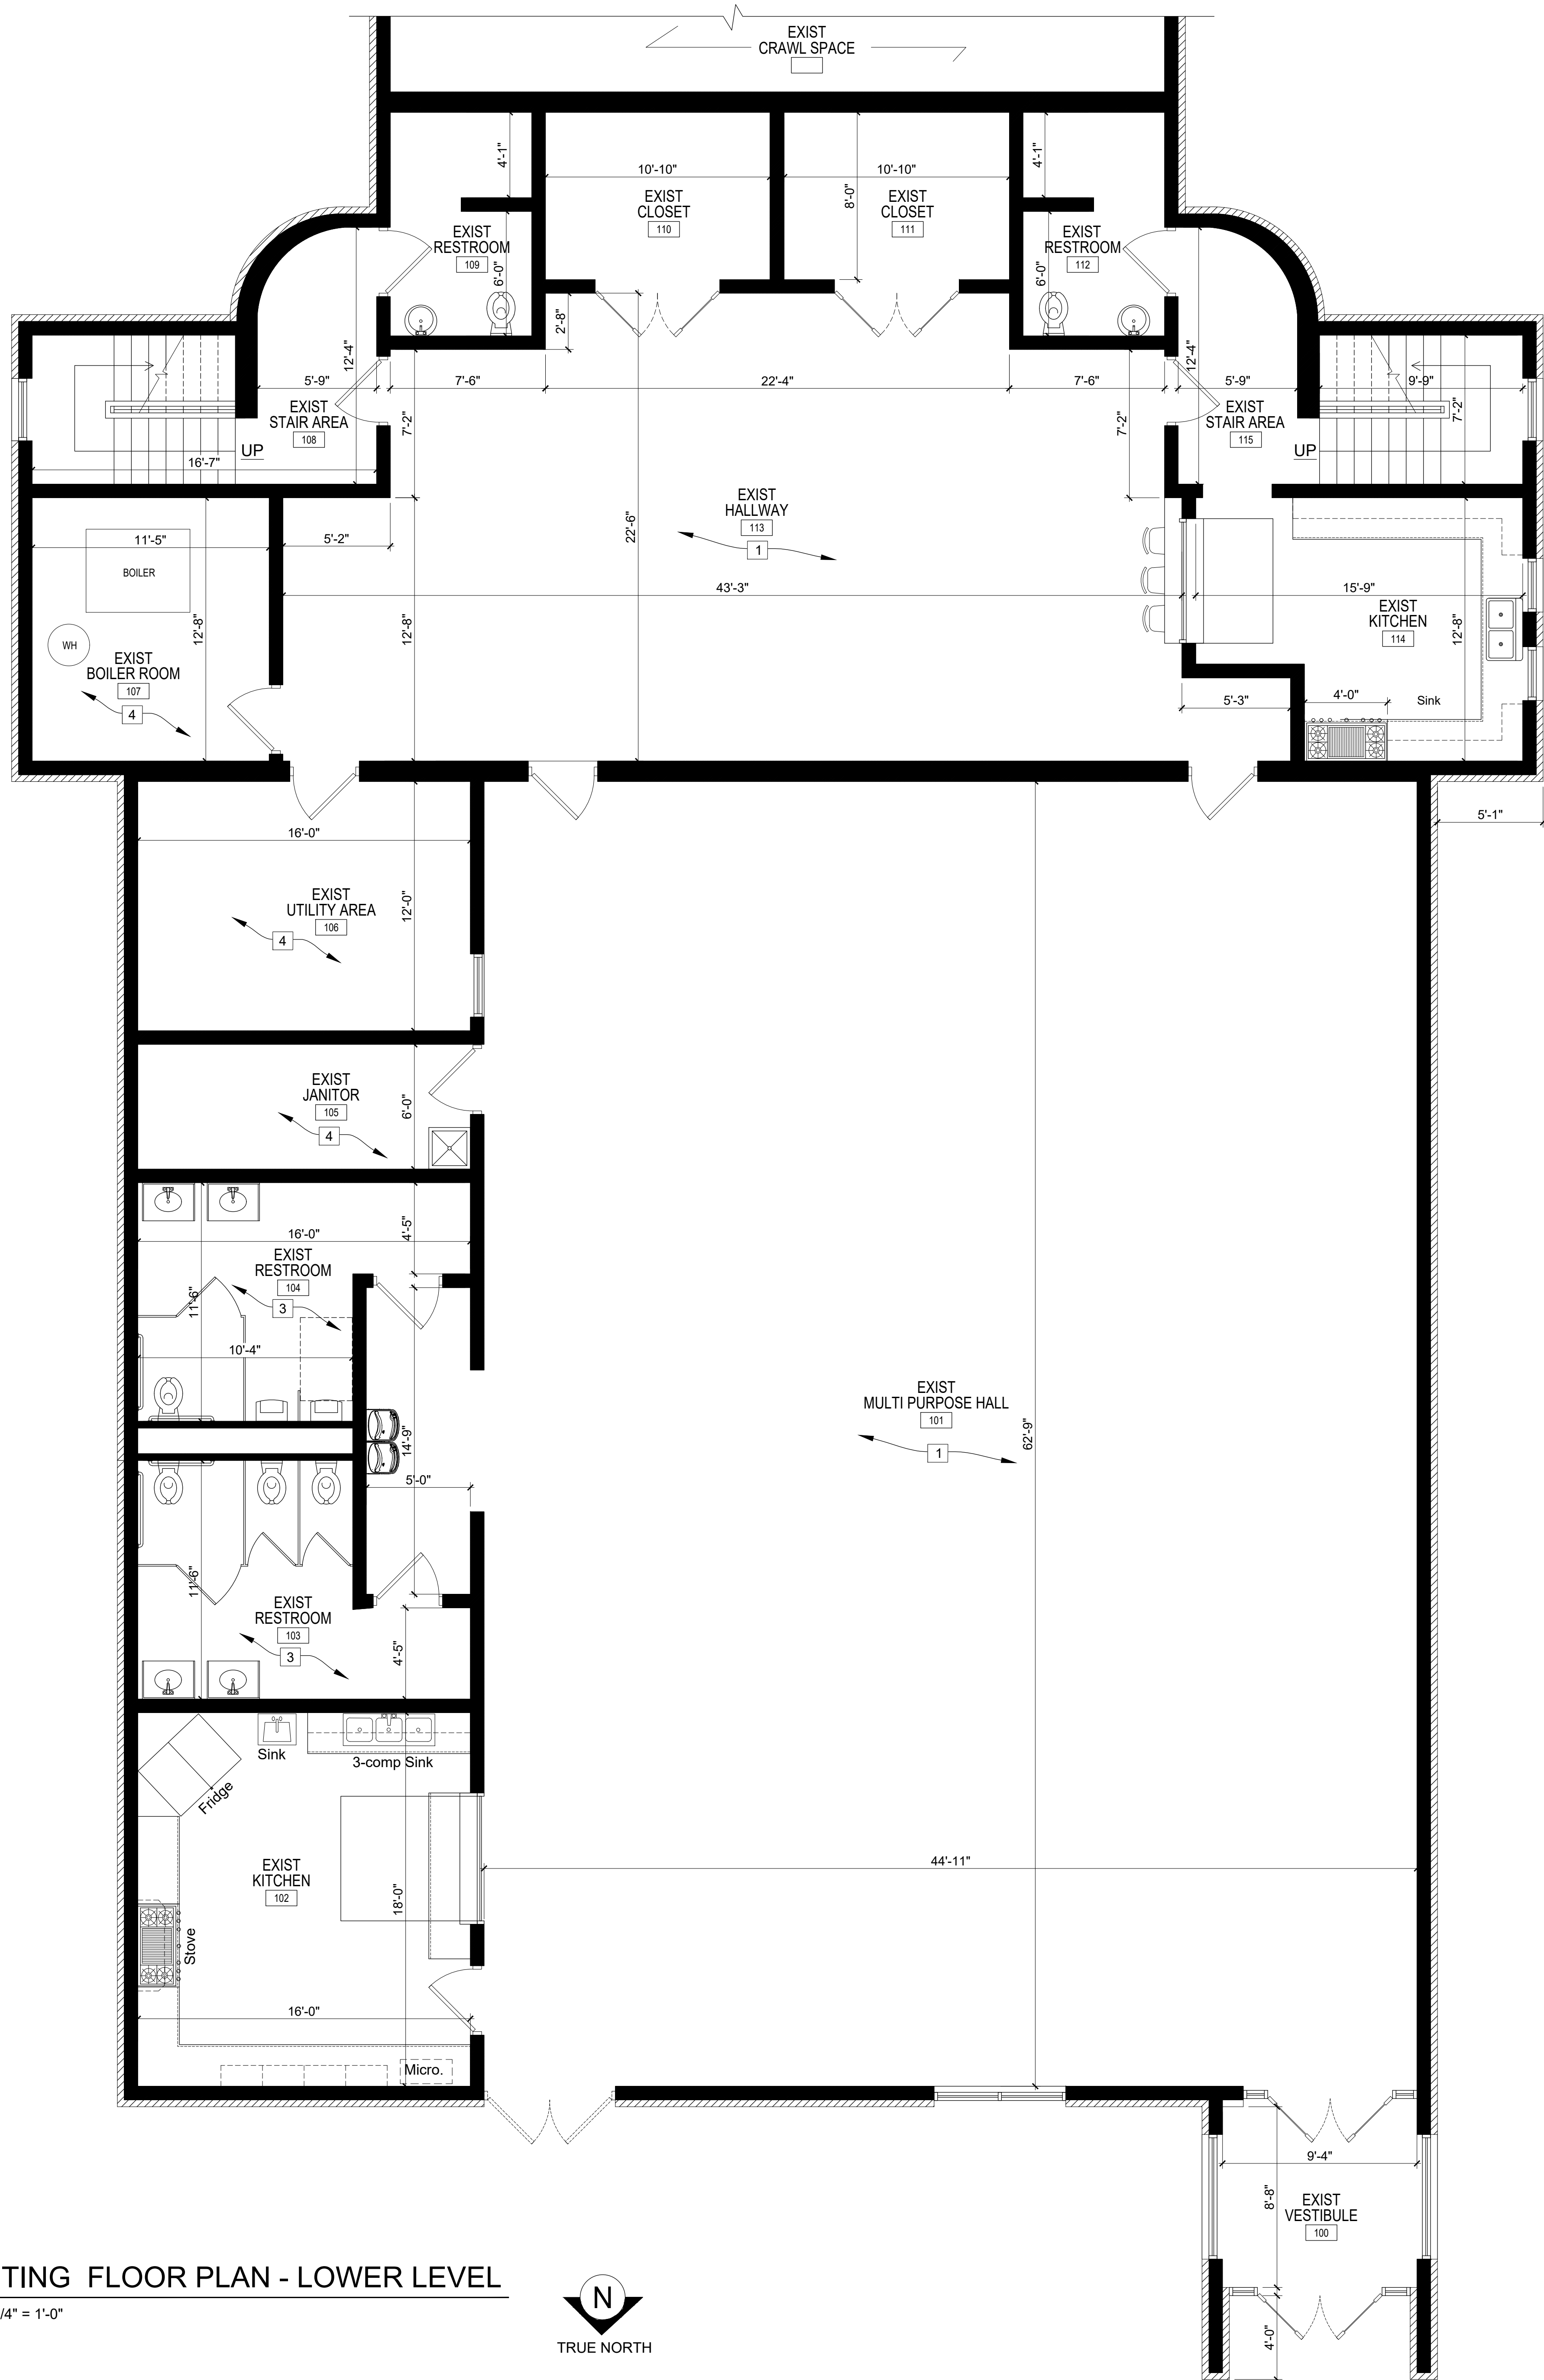 EXIST
CRAWL SPACE
4'-1"
10'-10"
10'-10"
8'-0"
4'-1"
EXIST
CLOSET
110
EXIST
CLOSET
111
EXIST
RESTROOM
109
6'-0"
EXIST
RESTROOM
112
6'-0"
2'-8"
12'-4"
12'-4"
5'-9"
7'-6"
22'-4"
7'-6"
5'-9"
9'-9"
EXIST
STAIR AREA
108
7'-2"
7'-2"
EXIST
STAIR AREA
115
7'-2"
UP
UP
16'-7"
EXIST
HALLWAY
113
1
22'-6"
11'-5"
5'-2"
BOILER
43'-3"
15'-9"
EXIST
KITCHEN
114
WH
12'-8"
12'-8"
12'-8"
EXIST
BOILER ROOM
107
4
5'-3"
4'-0"
Sink
5'-1"
16'-0"
EXIST
UTILITY AREA
106
4
12'-0"
EXIST
JANITOR
105
4
6'-0"
16'-0"
4'-5"
EXIST
RESTROOM
104
3
11'-6"
10'-4"
EXIST
MULTI PURPOSE HALL
101
1
62'-9"
14'-9"
5'-0"
11'-6"
EXIST
RESTROOM
103
3
4'-5"
Sink
3-comp Sink
Fridge
EXIST
KITCHEN
102
44'-11"
18'-0"
Stove
16'-0"
Micro.
9'-4"
8'-8"
EXIST
VESTIBULE
100
4'-0"
TING FLOOR PLAN - LOWER LEVEL
/4" = 1'-0"
N
TRUE NORTH